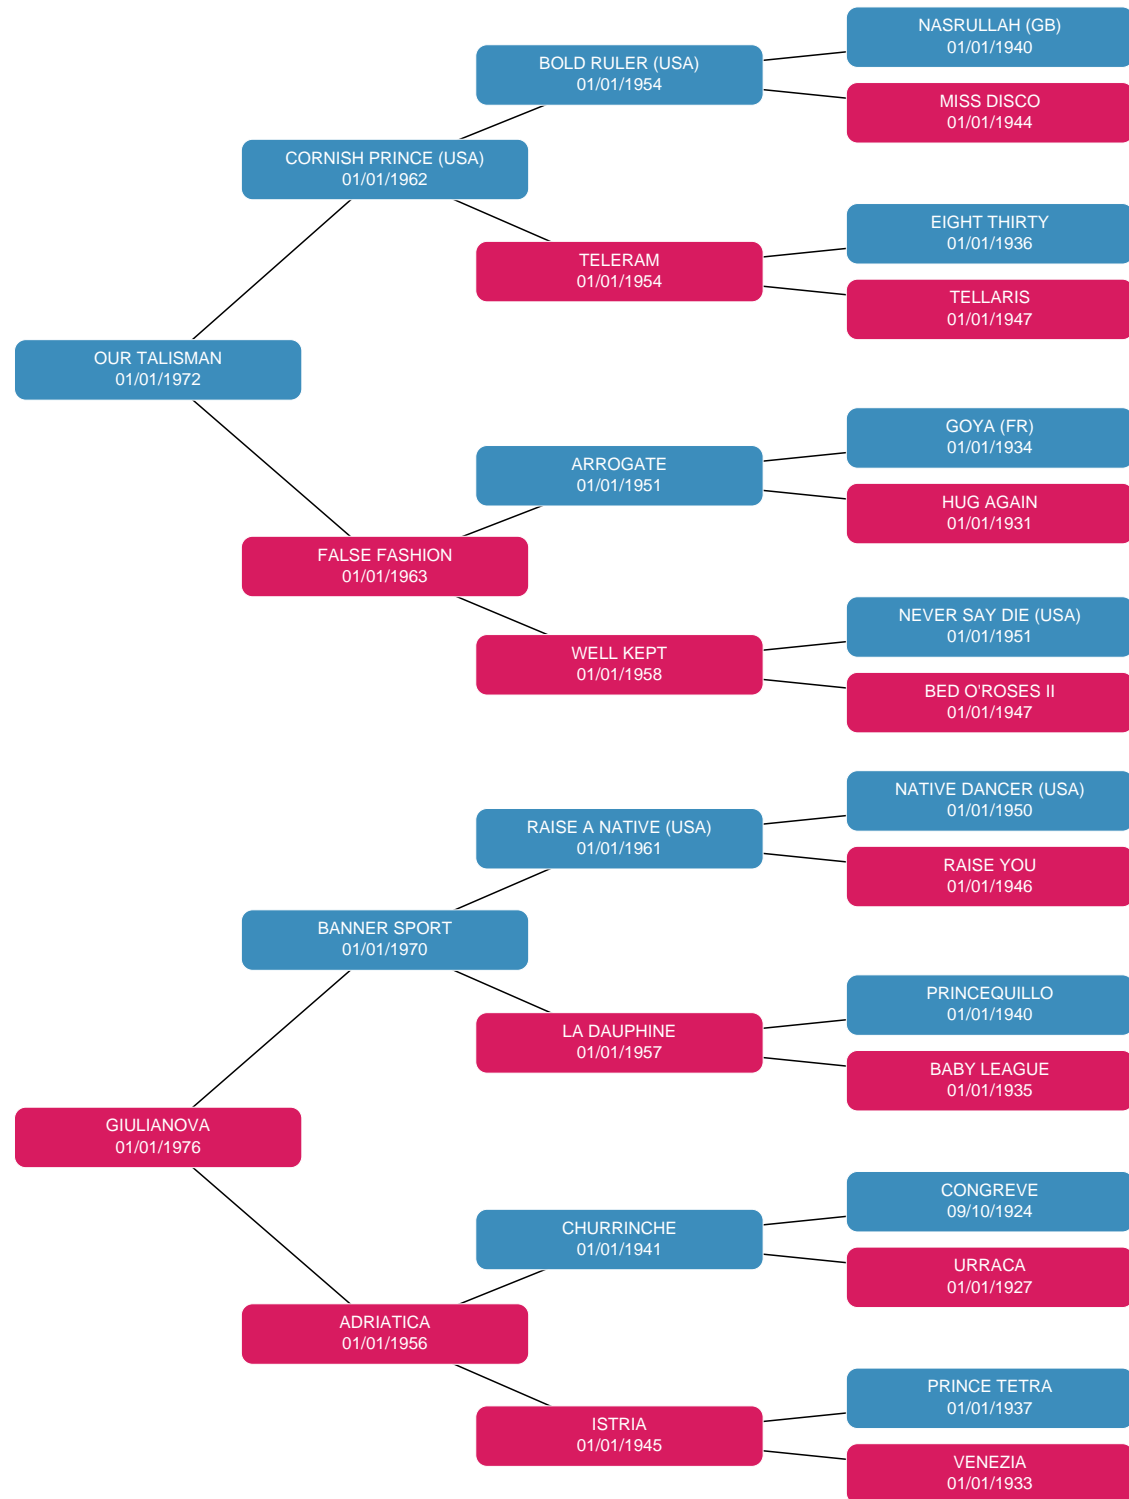 NASRULLAH (GB)
01/01/1940
BOLD RULER (USA)
01/01/1954
MISS DISCO
01/01/1944
CORNISH PRINCE (USA)
01/01/1962
EIGHT THIRTY
01/01/1936
TELERAM
01/01/1954
TELLARIS
01/01/1947
OUR TALISMAN
01/01/1972
GOYA (FR)
01/01/1934
ARROGATE
01/01/1951
HUG AGAIN
01/01/1931
FALSE FASHION
01/01/1963
NEVER SAY DIE (USA)
01/01/1951
WELL KEPT
01/01/1958
BED O'ROSES II
01/01/1947
NATIVE DANCER (USA)
01/01/1950
RAISE A NATIVE (USA)
01/01/1961
RAISE YOU
01/01/1946
BANNER SPORT
01/01/1970
PRINCEQUILLO
01/01/1940
LA DAUPHINE
01/01/1957
BABY LEAGUE
01/01/1935
GIULIANOVA
01/01/1976
CONGREVE
09/10/1924
CHURRINCHE
01/01/1941
URRACA
01/01/1927
ADRIATICA
01/01/1956
PRINCE TETRA
01/01/1937
ISTRIA
01/01/1945
VENEZIA
01/01/1933